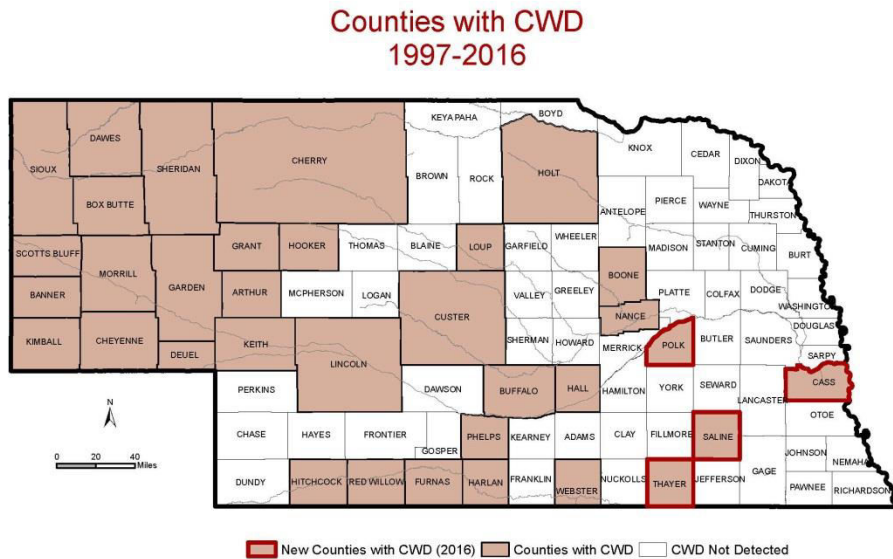 Counties with CWD
1997-2016
KEYA PAHA
BOYD
DAWES
SIOUX
SHERIDAN
CHERRY
BROWN
ROCK
HOLT
KNOX
CEDAR
DIXON
DAKOTA
BOX BUTTE
ANTELOPE
PIERCE
WAYNE
THURSTON
SCOTTS BLUFF
MORRILL
GARDEN
GRANT
HOOKER
THOMAS
BLAINE
LOUP
GARFIELD
WHEELER
MADISON
STANTON
CUMING
BURT
BANNER
ARTHUR
MCPHERSON
LOGAN
CUSTER
VALLEY
GREELEY
BOONE
PLATTE
COLFAX
DODGE
WASHINGTON
NANCE
KIMBALL
CHEYENNE
DEUEL
KEITH
LINCOLN
SHERMAN
HOWARD
MERRICK
POLK
BUTLER
SAUNDERS
DOUGLAS
SARPY
PERKINS
DAWSON
BUFFALO
HALL
HAMILTON
YORK
SEWARD
LANCASTER
CASS
OTOE
N
CHASE
HAYES
FRONTIER
GOSPER
PHELPS
KEARNEY
ADAMS
CLAY
FILLMORE
SALINE
0 20 40
Miles
DUNDY
HITCHCOCK
RED WILLOW
FURNAS
HARLAN
FRANKLIN
WEBSTER
NUCKOLLS
THAYER
JEFFERSON
GAGE
JOHNSON
NEMAHA
PAWNEE
RICHARDSON
New Counties with CWD (2016) Counties with CWD CWD Not Detected